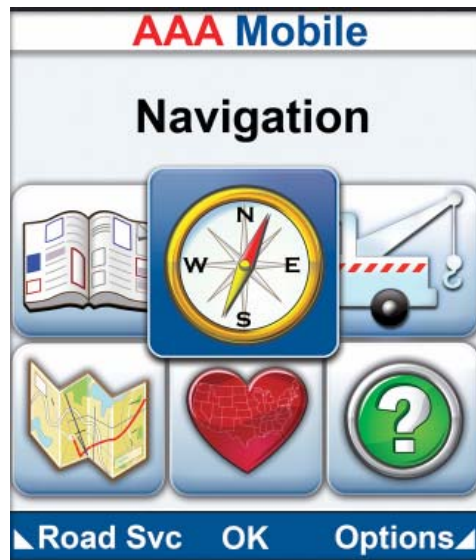 AAA Mobile
Navigation
N
W E
S
?
Road Svc OK Options